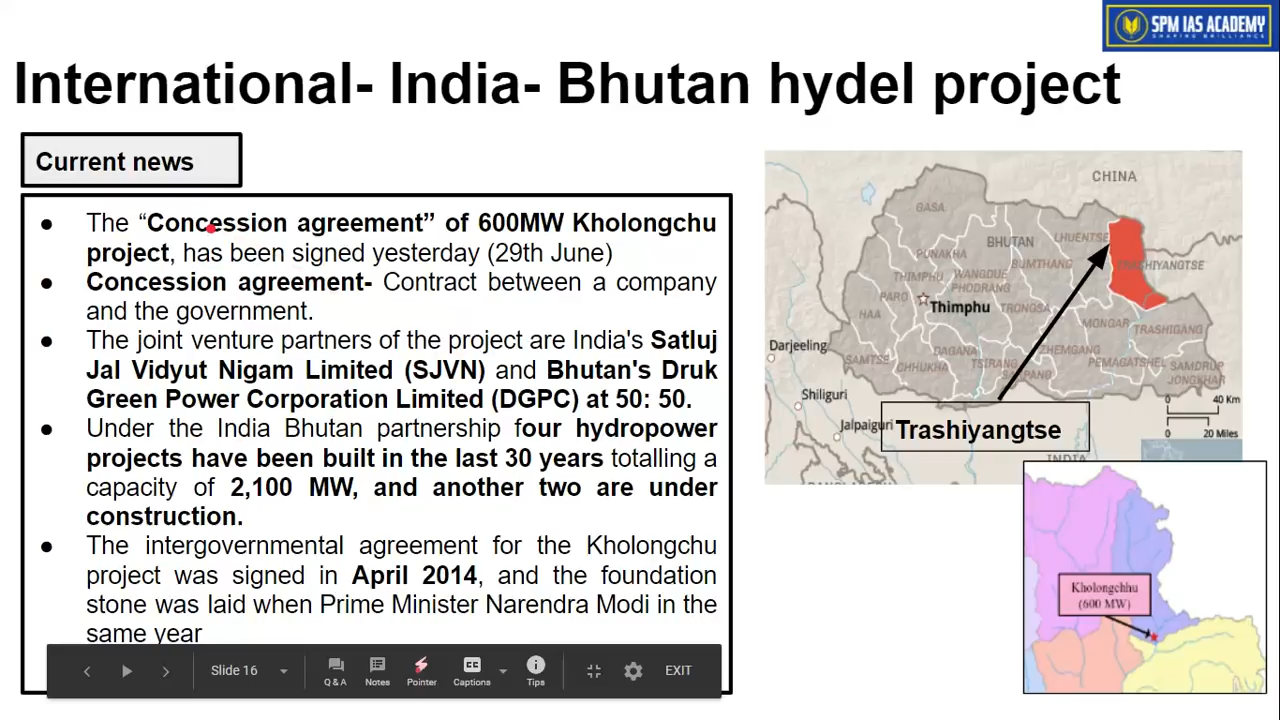 SPM IAS ACADEMY
SHAPING BRILLIANCE
International- India- Bhutan hydel project
Current news
● The “Concession agreement” of 600MW Kholongchu
project, has been signed yesterday (29th June)
● Concession agreement- Contract between a company
and the government.
● The joint venture partners of the project are India's Satluj
Jal Vidyut Nigam Limited (SJVN) and Bhutan's Druk
Green Power Corporation Limited (DGPC) at 50: 50.
● Under the India Bhutan partnership four hydropower
projects have been built in the last 30 years totalling a
capacity of 2,100 MW, and another two are under
construction.
● The intergovernmental agreement for the Kholongchu
project was signed in April 2014, and the foundation
stone was laid when Prime Minister Narendra Modi in the
same year
CHINA
GASA
BHUTAN
LHUENTSE
PUNAKHA
BUMTHANG
TRASHIYANGTSE
THIMPHU
WANGDUE
PHODRANG
PARO
Thimphu
TRONGSA
HAA
MONGAR
TRASHIGANG
Darjeeling
DAGANA
ZHEMGANG
SAMTSE
CHHUKHA
TSIRANG
PEMAGATSHEL
SAMDRUP
JONGKHAR
Shiliguri
40 Km
20 Miles
Jalpaiguri
Trashiyangtse
INDIA
Kholongchhu
(600 MW)
Slide 16
Q & A
Notes
Pointer
Captions
Tips
EXIT